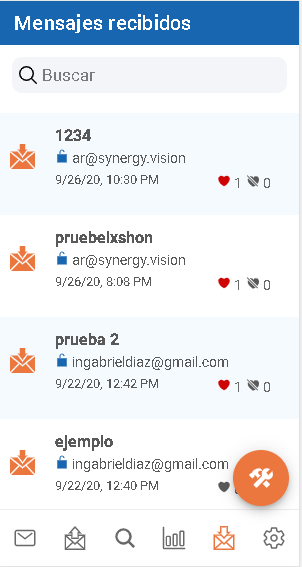 Mensajes recibidos
Buscar
1234
ar@synergy.vision
9/26/20, 10:30 PM
1 0
pruebeixshon
ar@synergy.vision
9/26/20, 8:08 PM
1 0
prueba 2
ingabrieldiaz@gmail.com
9/22/20, 12:42 PM
1 0
ejemplo
ingabrieldiaz@gmail.com
9/22/20, 12:40 PM